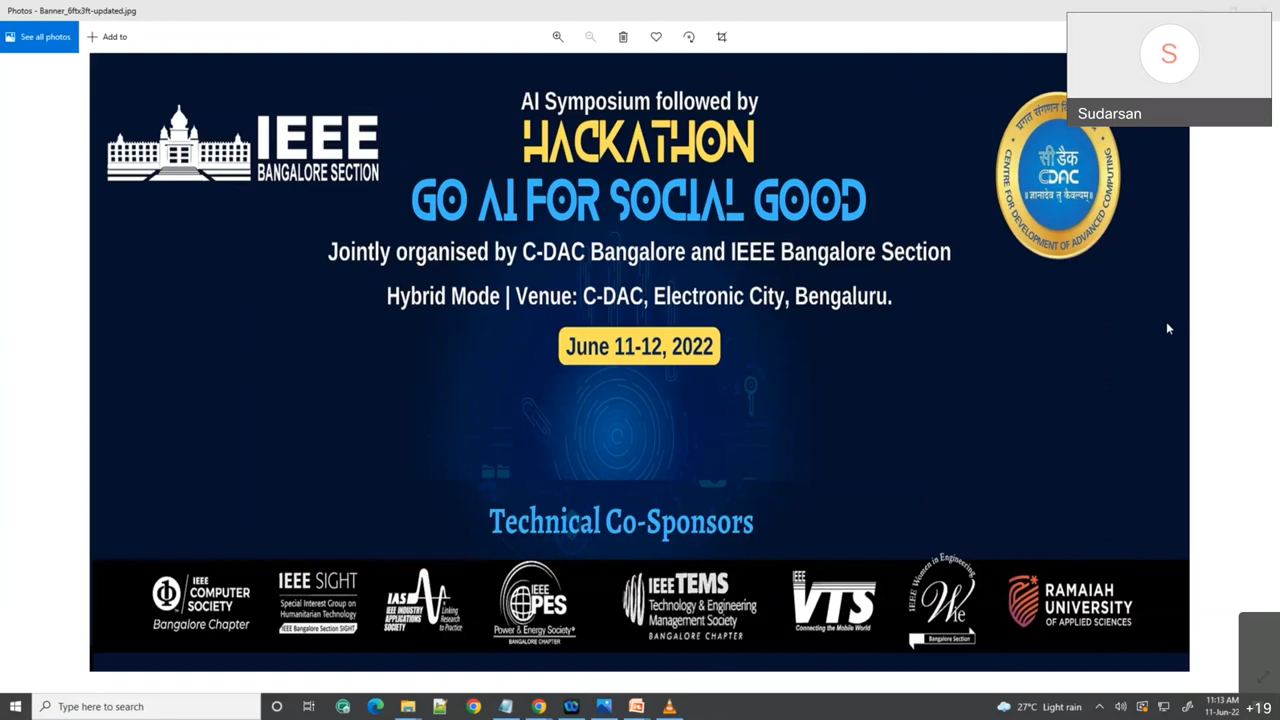 Photos - Banner_6ftx3ft-updated.jpg
See all photos
Add to
S
Sudarsan
AI Symposium followed by
HACKATHON
GO AI FOR SOCIAL GOOD
Jointly organised by C-DAC Bangalore and IEEE Bangalore Section
Hybrid Mode | Venue: C-DAC, Electronic City, Bengaluru.
June 11-12, 2022
IEEE
BANGALORE SECTION
प्रगत संगणन
सी डैक
CDAC
॥ज्ञानादेव तु कैवल्यम्॥
CENTRE FOR DEVELOPMENT OF ADVANCED COMPUTING
Technical Co-Sponsors
IEEE
COMPUTER
SOCIETY
Bangalore Chapter
IEEE SIGHT
Special Interest Group on
Humanitarian Technology
IEEE Bangalore Section SIGHT
IAS
IEEE INDUSTRY
APPLICATIONS
SOCIETY
Linking
Research
to Practice
IEEE
PES
Power & Energy Society®
BANGALORE CHAPTER
IEEE TEMS
Technology & Engineering
Management Society
BANGALORE CHAPTER
IEEE
VTS
Connecting the Mobile World
IEEE Women in Engineering
WiE
Bangalore Section
RAMAIAH
UNIVERSITY
OF APPLIED SCIENCES
Type here to search
27°C Light rain
11:13 AM
11-Jun-22
+19